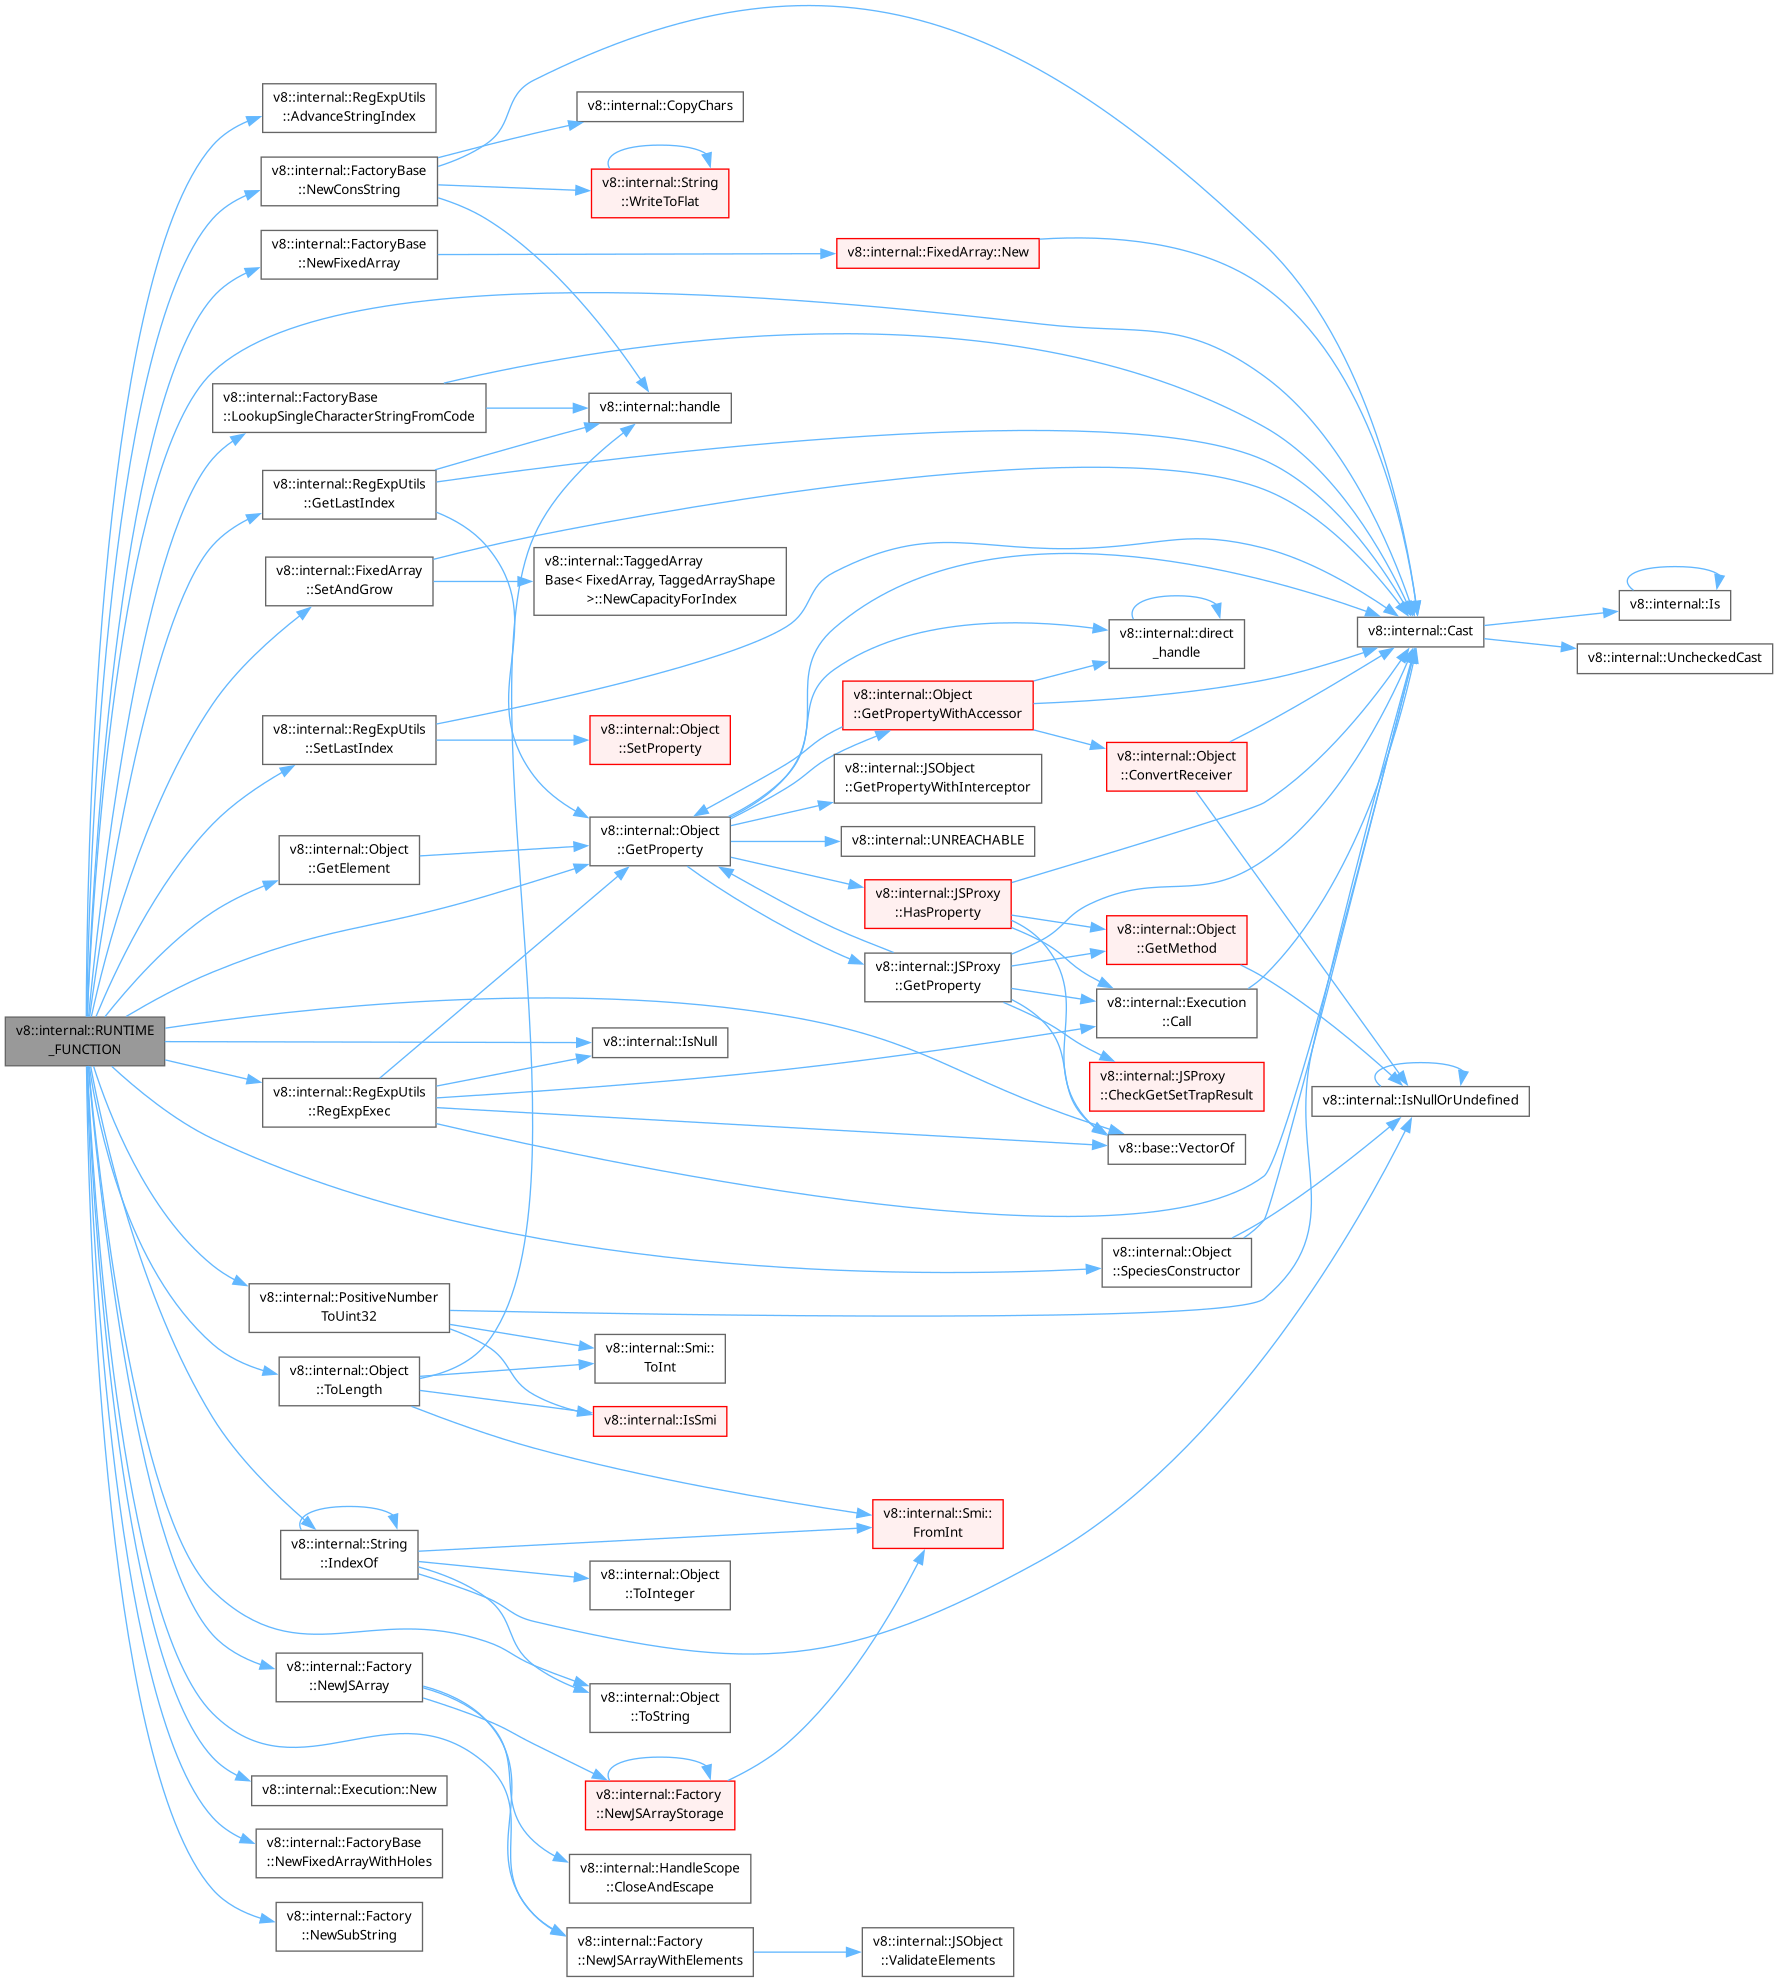 v8::internal::RUNTIME
_FUNCTION
v8::internal::RegExpUtils
::AdvanceStringIndex
v8::internal::FactoryBase
::NewConsString
v8::internal::FactoryBase
::NewFixedArray
v8::internal::FactoryBase
::LookupSingleCharacterStringFromCode
v8::internal::RegExpUtils
::GetLastIndex
v8::internal::FixedArray
::SetAndGrow
v8::internal::RegExpUtils
::SetLastIndex
v8::internal::Object
::GetElement
v8::internal::RegExpUtils
::RegExpExec
v8::internal::PositiveNumber
ToUint32
v8::internal::Object
::ToLength
v8::internal::String
::IndexOf
v8::internal::Factory
::NewJSArray
v8::internal::Execution::New
v8::internal::FactoryBase
::NewFixedArrayWithHoles
v8::internal::Factory
::NewSubString
v8::internal::CopyChars
v8::internal::String
::WriteToFlat
v8::internal::handle
v8::internal::TaggedArray
Base< FixedArray, TaggedArrayShape
>::NewCapacityForIndex
v8::internal::Object
::SetProperty
v8::internal::Object
::GetProperty
v8::internal::IsNull
v8::internal::Smi::
ToInt
v8::internal::IsSmi
v8::internal::Object
::ToInteger
v8::internal::Object
::ToString
v8::internal::Factory
::NewJSArrayStorage
v8::internal::HandleScope
::CloseAndEscape
v8::internal::Factory
::NewJSArrayWithElements
v8::internal::FixedArray::New
v8::internal::Object
::GetPropertyWithAccessor
v8::internal::JSObject
::GetPropertyWithInterceptor
v8::internal::UNREACHABLE
v8::internal::JSProxy
::HasProperty
v8::internal::JSProxy
::GetProperty
v8::internal::Smi::
FromInt
v8::internal::JSObject
::ValidateElements
v8::internal::direct
_handle
v8::internal::Object
::ConvertReceiver
v8::internal::Object
::GetMethod
v8::internal::Execution
::Call
v8::internal::JSProxy
::CheckGetSetTrapResult
v8::base::VectorOf
v8::internal::Object
::SpeciesConstructor
v8::internal::Cast
v8::internal::IsNullOrUndefined
v8::internal::Is
v8::internal::UncheckedCast